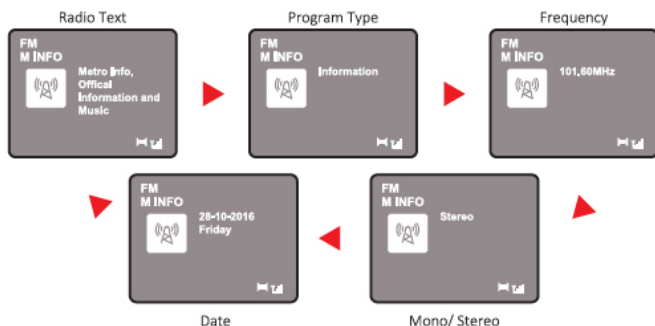 Radio Text
Program Type
Frequency
FM
M INFO
Metro Info,
Offical
Information and
Music
FM
M INFO
Information
FM
M INFO
101.60MHz
FM
M INFO
28-10-2016
Friday
FM
M INFO
Stereo
Date
Mono/ Stereo